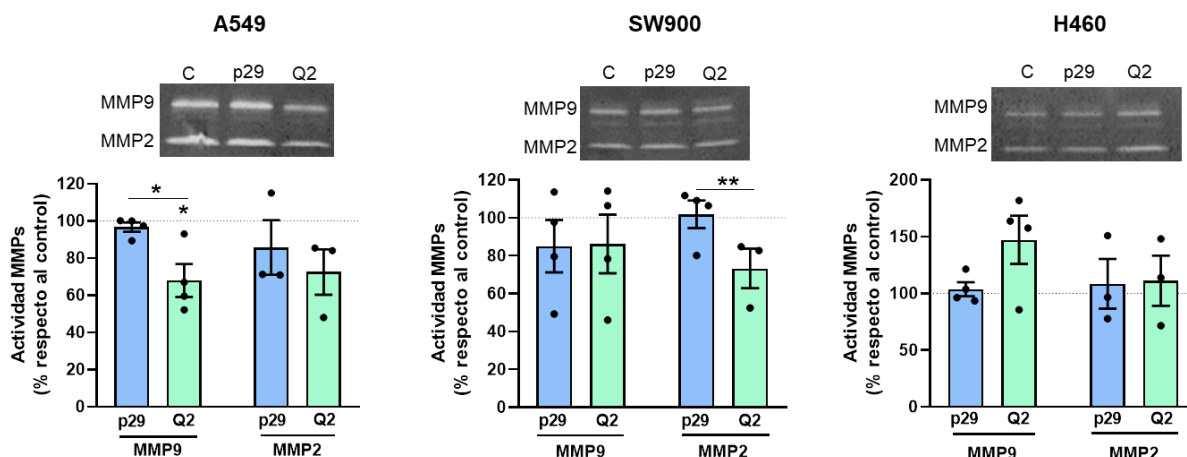 A549
C p29 Q2
MMP9
MMP2
Actividad MMPs
(% respecto al control)
120
100
80
60
40
20
0
*
*
p29 Q2 p29 Q2
MMP9 MMP2
SW900
C p29 Q2
MMP9
MMP2
Actividad MMPs
(% respecto al control)
120
100
80
60
40
20
0
**
p29 Q2 p29 Q2
MMP9 MMP2
H460
C p29 Q2
MMP9
MMP2
Actividad MMPs
(% respecto al control)
200
150
100
50
0
p29 Q2 p29 Q2
MMP9 MMP2